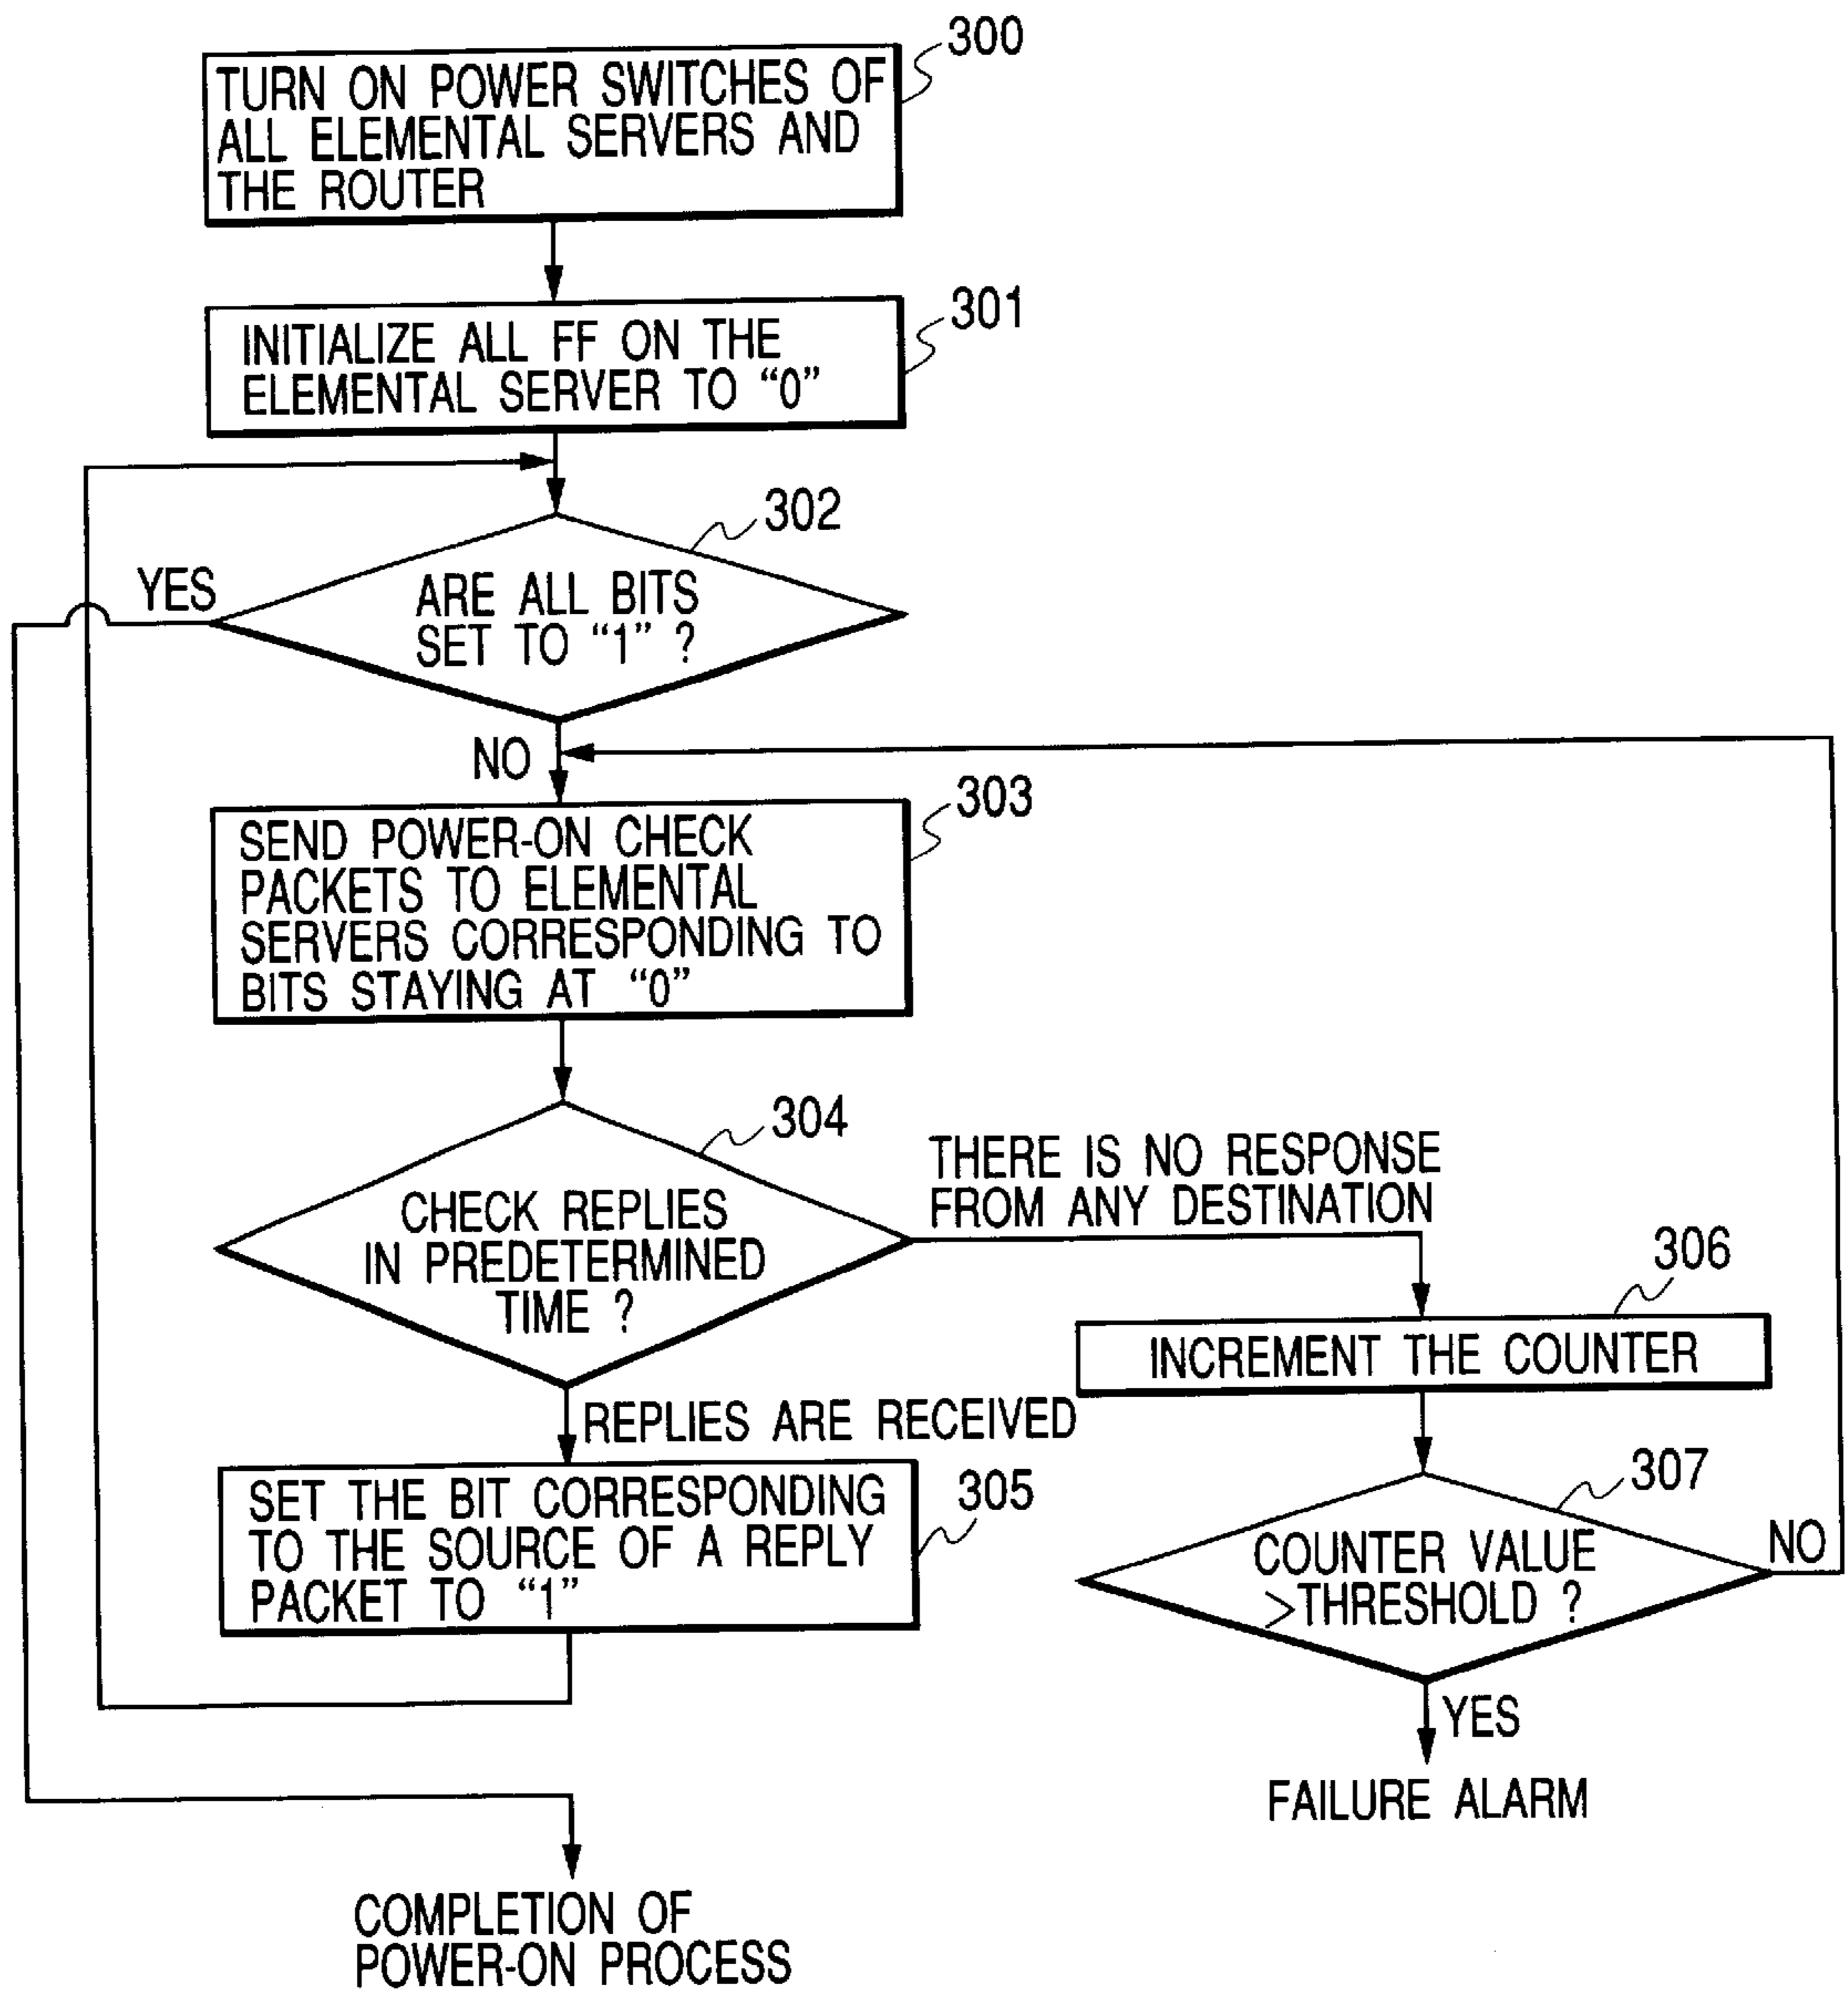 300
TURN ON POWER SWITCHES OF
ALL ELEMENTAL SERVERS AND
THE ROUTER
301
INITIALIZE ALL FF ON THE
ELEMENTAL SERVER TO “0”
302
YES
ARE ALL BITS
SET TO “1” ?
NO
303
SEND POWER-ON CHECK
PACKETS TO ELEMENTAL
SERVERS CORRESPONDING TO
BITS STAYING AT “0”
304
CHECK REPLIES
IN PREDETERMINED
TIME ?
THERE IS NO RESPONSE
FROM ANY DESTINATION
306
INCREMENT THE COUNTER
REPLIES ARE RECEIVED
305
SET THE BIT CORRESPONDING
TO THE SOURCE OF A REPLY
PACKET TO “1”
307
COUNTER VALUE
>THRESHOLD ?
NO
YES
FAILURE ALARM
COMPLETION OF
POWER-ON PROCESS